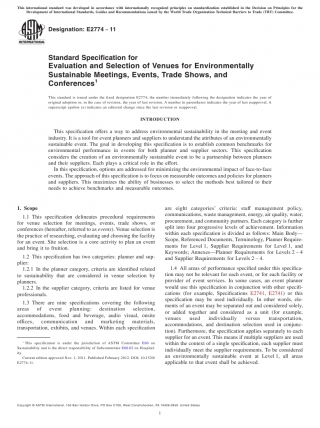 This international standard was developed in accordance with internationally recognized principles on standardization established in the Decision on Principles for the
Development of International Standards, Guides and Recommendations issued by the World Trade Organization Technical Barriers to Trade (TBT) Committee.
Designation: E2774 - 11
Standard Specification for
Evaluation and Selection of Venues for Environmentally
Sustainable Meetings, Events, Trade Shows, and
Conferences1
This standard is issued under the fixed designation E2774; the number immediately following the designation indicates the year of
original adoption or, in the case of revision, the year of last revision. A number in parentheses indicates the year of last reapproval. A
superscript epsilon (ε) indicates an editorial change since the last revision or reapproval.
INTRODUCTION
This specification offers a way to address environmental sustainability in the meeting and event
industry. It is a tool for event planners and suppliers to understand the attributes of an environmentally
sustainable event. The goal in developing this specification is to establish common benchmarks for
environmental performance in events for both planner and supplier sectors. This specification
considers the creation of an environmentally sustainable event to be a partnership between planners
and their suppliers. Each plays a critical role in the effort.
In this specification, options are addressed for minimizing the environmental impact of face-to-face
events. The approach of this specification is to focus on measurable outcomes and policies for planners
and suppliers. This maximizes the ability of businesses to select the methods best tailored to their
needs to achieve benchmarks and measurable outcomes.
1. Scope
1.1 This specification delineates procedural requirements
for venue selection for meetings, events, trade shows, or
conferences (hereafter, referred to as event). Venue selection is
the practice of researching, evaluating and choosing the facility
for an event. Site selection is a core activity to plan an event
and bring it to fruition.
1.2 This specification has two categories: planner and sup-
plier:
1.2.1 In the planner category, criteria are identified related
to sustainability that are considered in venue selection by
planners.
1.2.2 In the supplier category, criteria are listed for venue
professionals.
1.3 There are nine specifications covering the following
areas of event planning: destination selection,
accommodations, food and beverage, audio visual, onsite
offices, communication and marketing materials,
transportation, exhibits, and venues. Within each specification
1 This specification is under the jurisdiction of ASTM Committee E60 on
Sustainability and is the direct responsibility of Subcommittee E60.02 on Hospital-
ity.
Current edition approved Nov. 1, 2011. Published February 2012. DOI: 10.1520/
E2774-11.
are eight categories' criteria: staff management policy,
communications, waste management, energy, air quality, water,
procurement, and community partners. Each category is further
split into four progressive levels of achievement. Information
within each specification is divided as follows: Main Body—
Scope, Referenced Documents, Terminology, Planner Require-
ments for Level 1, Supplier Requirements for Level 1, and
Keywords; Annexes—Planner Requirements for Levels 2 – 4
and Supplier Requirements for Levels 2 – 4.
1.4 All areas of performance specified under this specifica-
tion may not be relevant for each event, or for each facility or
provider of event services. In some cases, an event planner
would use this specification in conjunction with other specifi-
cations (for example, Specifications E2741, E2741) or this
specification may be used individually. In other words, ele-
ments of an event may be separated out and considered solely,
or added together and considered as a unit (for example,
venues used individually versus transportation,
accommodations, and destination selection used in conjunc-
tion). Furthermore, the specification applies separately to each
supplier for an event. This means if multiple suppliers are used
within the context of a single specification, each supplier must
individually meet the supplier requirements. To be considered
an environmentally sustainable event at Level 1, all areas
applicable to that event shall be achieved.
Copyright © ASTM International, 100 Barr Harbor Drive, PO Box C700, West Conshohocken, PA 19428-2959. United States
1